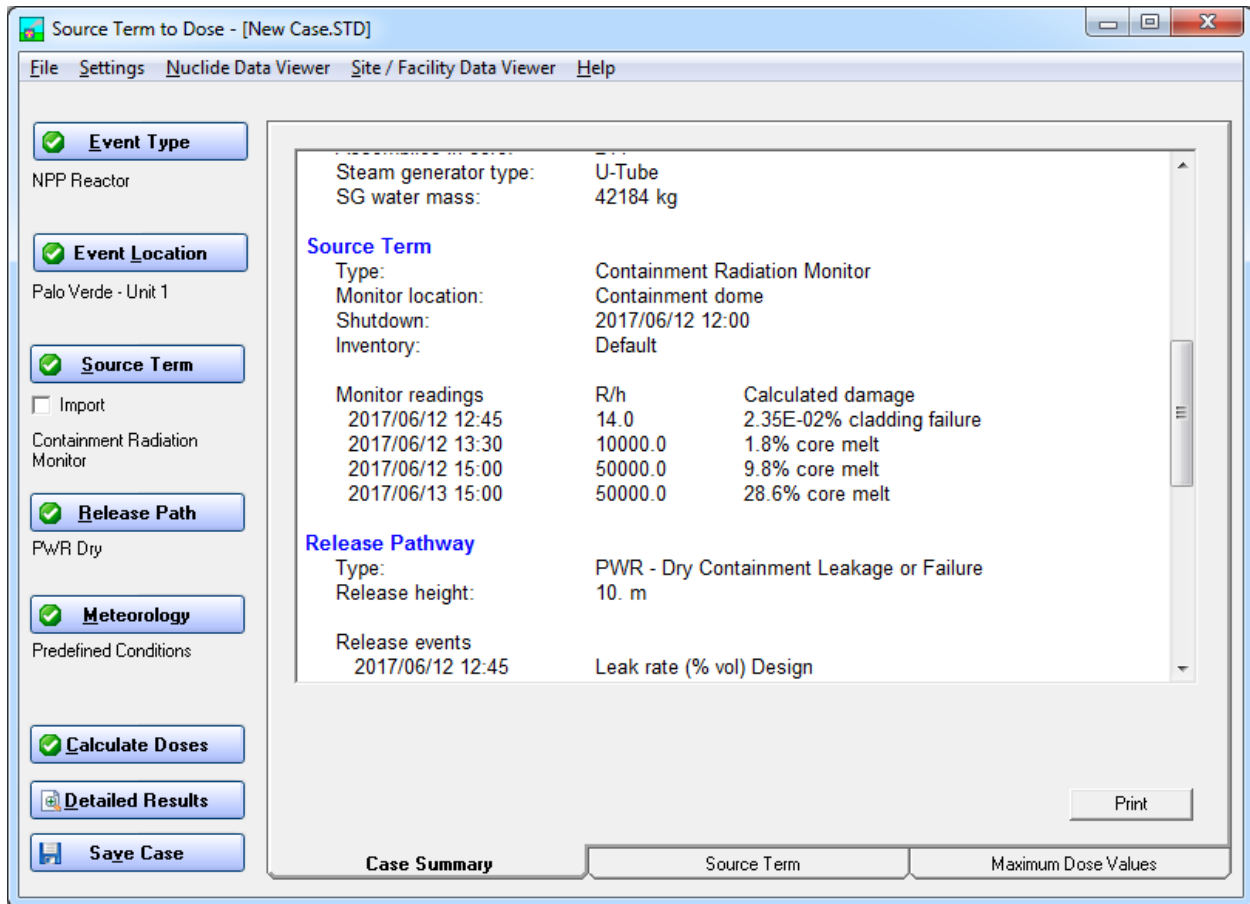 Source Term to Dose - [New Case.STD]
File Settings Nuclide Data Viewer Site / Facility Data Viewer Help
Event Type
NPP Reactor
Event Location
Palo Verde - Unit 1
Source Term
Import
Containment Radiation
Monitor
Release Path
PWR Dry
Meteorology
Predefined Conditions
Calculate Doses
Detailed Results
Save Case
Steam generator type: U-Tube
SG water mass: 42184 kg
Source Term
Type: Containment Radiation Monitor
Monitor location: Containment dome
Shutdown: 2017/06/12 12:00
Inventory: Default
Monitor readings R/h Calculated damage
2017/06/12 12:45 14.0 2.35E-02% cladding failure
2017/06/12 13:30 10000.0 1.8% core melt
2017/06/12 15:00 50000.0 9.8% core melt
2017/06/13 15:00 50000.0 28.6% core melt
Release Pathway
Type: PWR - Dry Containment Leakage or Failure
Release height: 10. m
Release events
2017/06/12 12:45 Leak rate (% vol) Design
Print
Case Summary Source Term Maximum Dose Values